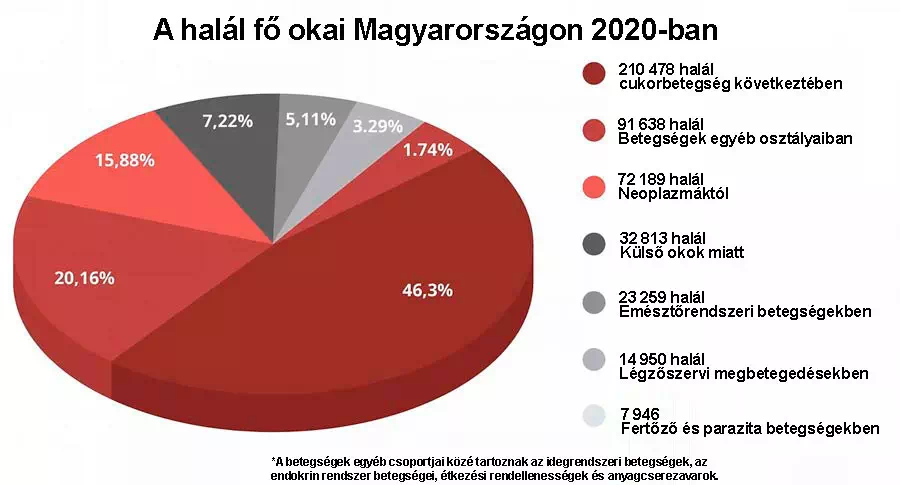 A halál fő okai Magyarországon 2020-ban
210 478 halál
cukorbetegség következtében
91 638 halál
Betegségek egyéb osztályaiban
72 189 halál
Neoplazmáktól
32 813 halál
Külső okok miatt
23 259 halál
Emésztőrendszeri betegségekben
14 950 halál
Légzőszervi megbetegedésekben
7 946
Fertőző és parazita betegségekben
7,22%
5,11%
3.29%
1.74%
15,88%
20,16%
46,3%
*A betegségek egyéb csoportjai közé tartoznak az idegrendszeri betegségek, az
endokrin rendszer betegségei, étkezési rendellenességek és anyagcserezavarok.